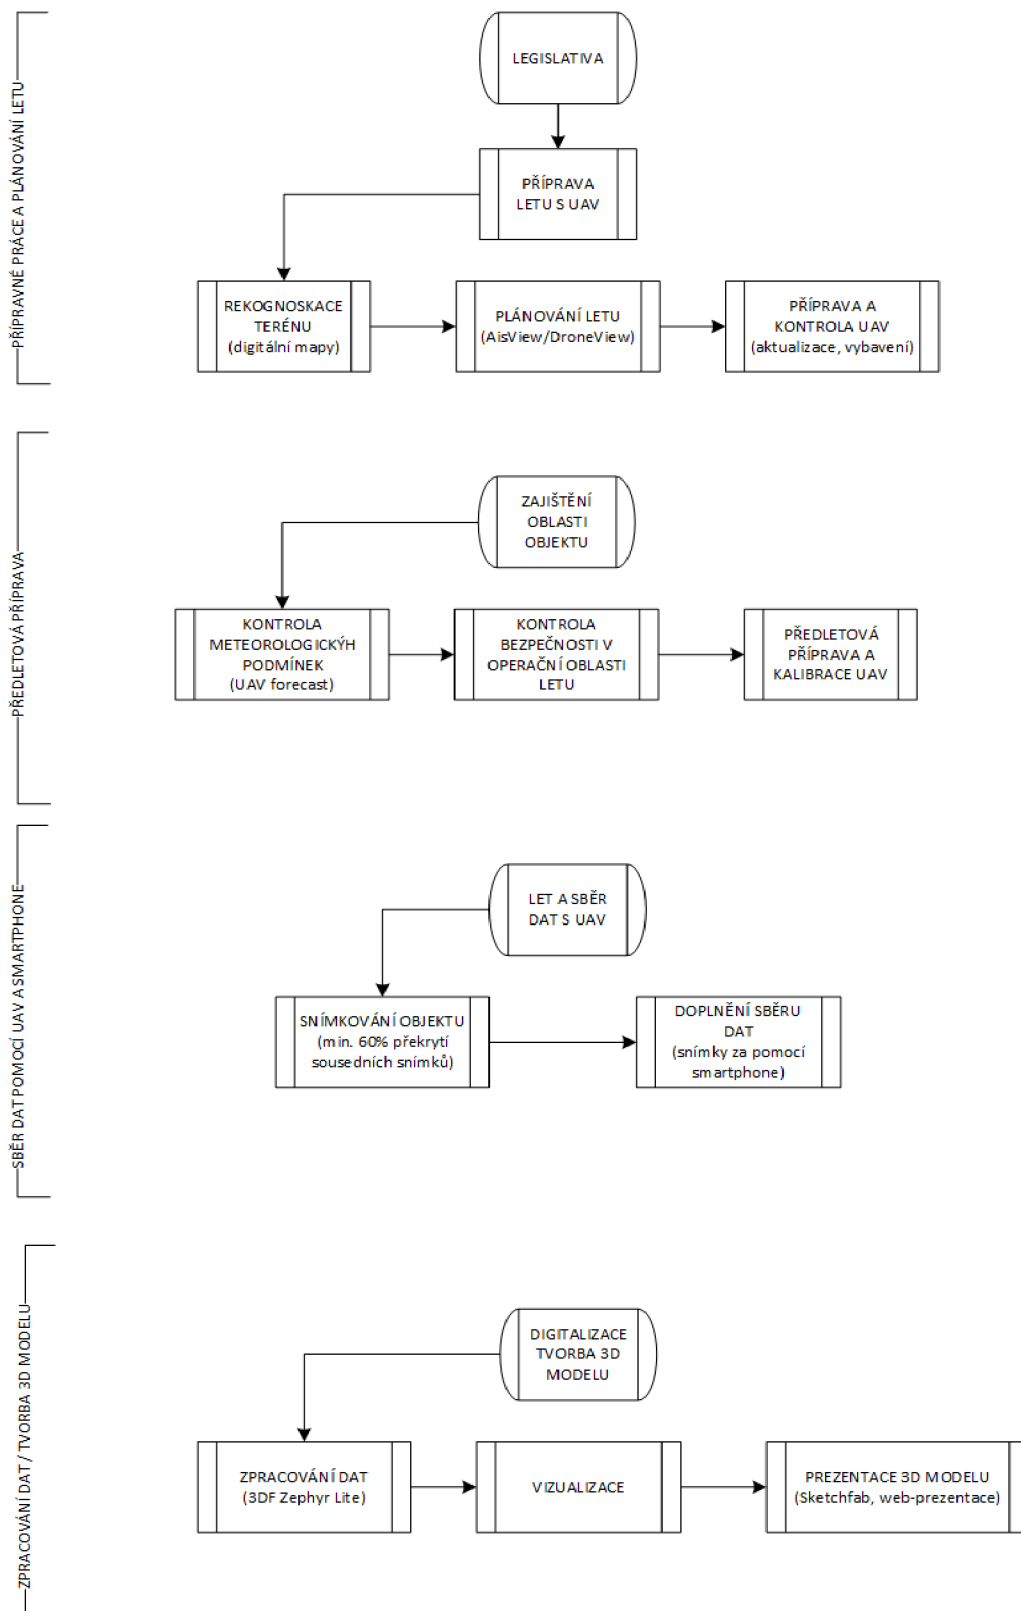 PŘÍPRAVNÉ PRÁCE A PLÁNOVÁNÍ LETU
LEGISLATIVA
PŘÍPRAVA
LETU S UAV
REKOGNOSKACE
TERÉNU
(digitální mapy)
PLÁNOVÁNÍ LETU
(AisView/DroneView)
PŘÍPRAVA A
KONTROLA UAV
(aktualizace, vybavení)
PŘEDLETOVÁ PŘÍPRAVA
ZAJIŠTĚNÍ
OBLASTI
OBJEKTU
KONTROLA
METEOROLOGICKÝH
PODMÍNEK
(UAV forecast)
KONTROLA
BEZPEČNOSTI V
OPERAČNÍ OBLASTI
LETU
PŘEDLETOVÁ
PŘÍPRAVA A
KALIBRACE UAV
SBĚR DAT POMOCÍ UAV A SMARTPHONE
LET A SBĚR
DAT S UAV
SNÍMKOVÁNÍ OBJEKTU
(min. 60% překrytí
sousedních snímků)
DOPLNĚNÍ SBĚRU
DAT
(snímky za pomocí
smartphone)
ZPRACOVÁNÍ DAT / TVORBA 3D MODELU
DIGITALIZACE
TVORBA 3D
MODELU
ZPRACOVÁNÍ DAT
(3DF Zephyr Lite)
VIZUALIZACE
PREZENTACE 3D MODELU
(Sketchfab, web-prezentace)